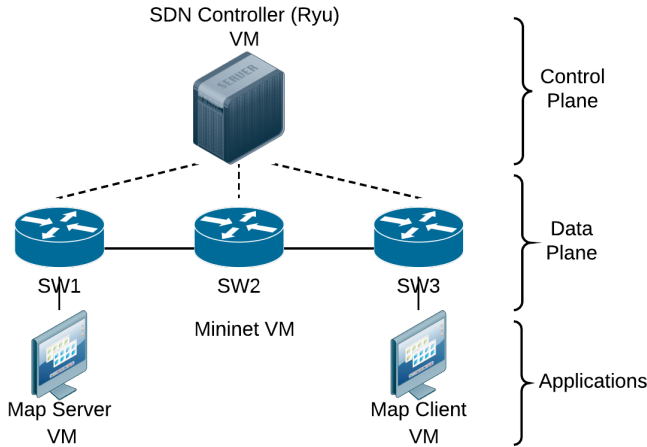 SDN Controller (Ryu)
VM
SERVER
Control
Plane
Data
Plane
SW1
SW2
SW3
Mininet VM
Map Server
VM
Map Client
VM
Applications